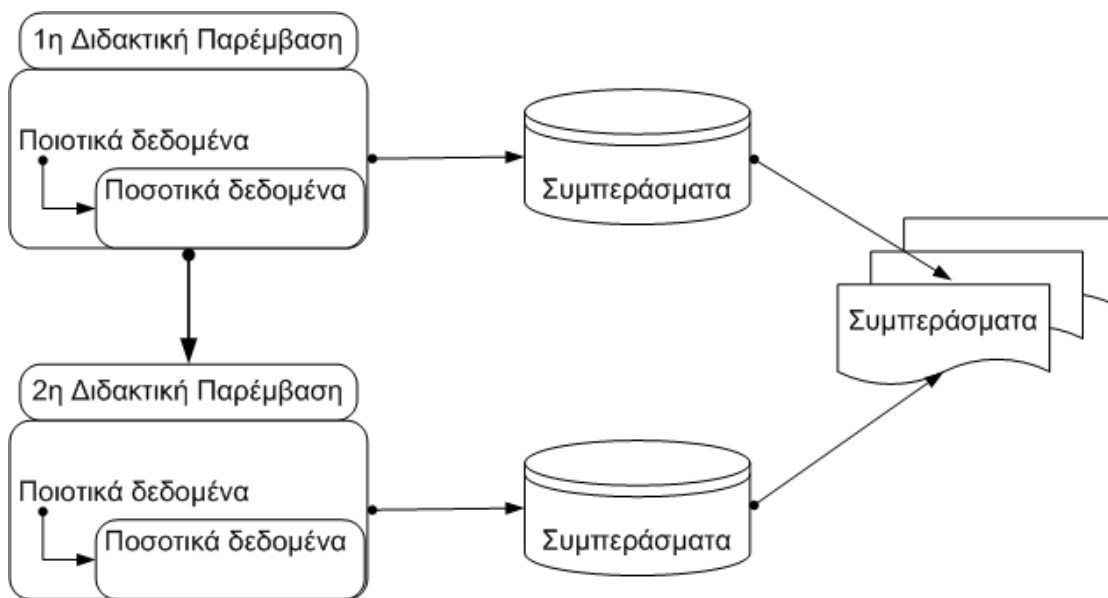 1η Διδακτική Παρέμβαση
Ποιοτικά δεδομένα
Ποσοτικά δεδομένα
Συμπεράσματα
Συμπεράσματα
2η Διδακτική Παρέμβαση
Ποιοτικά δεδομένα
Ποσοτικά δεδομένα
Συμπεράσματα